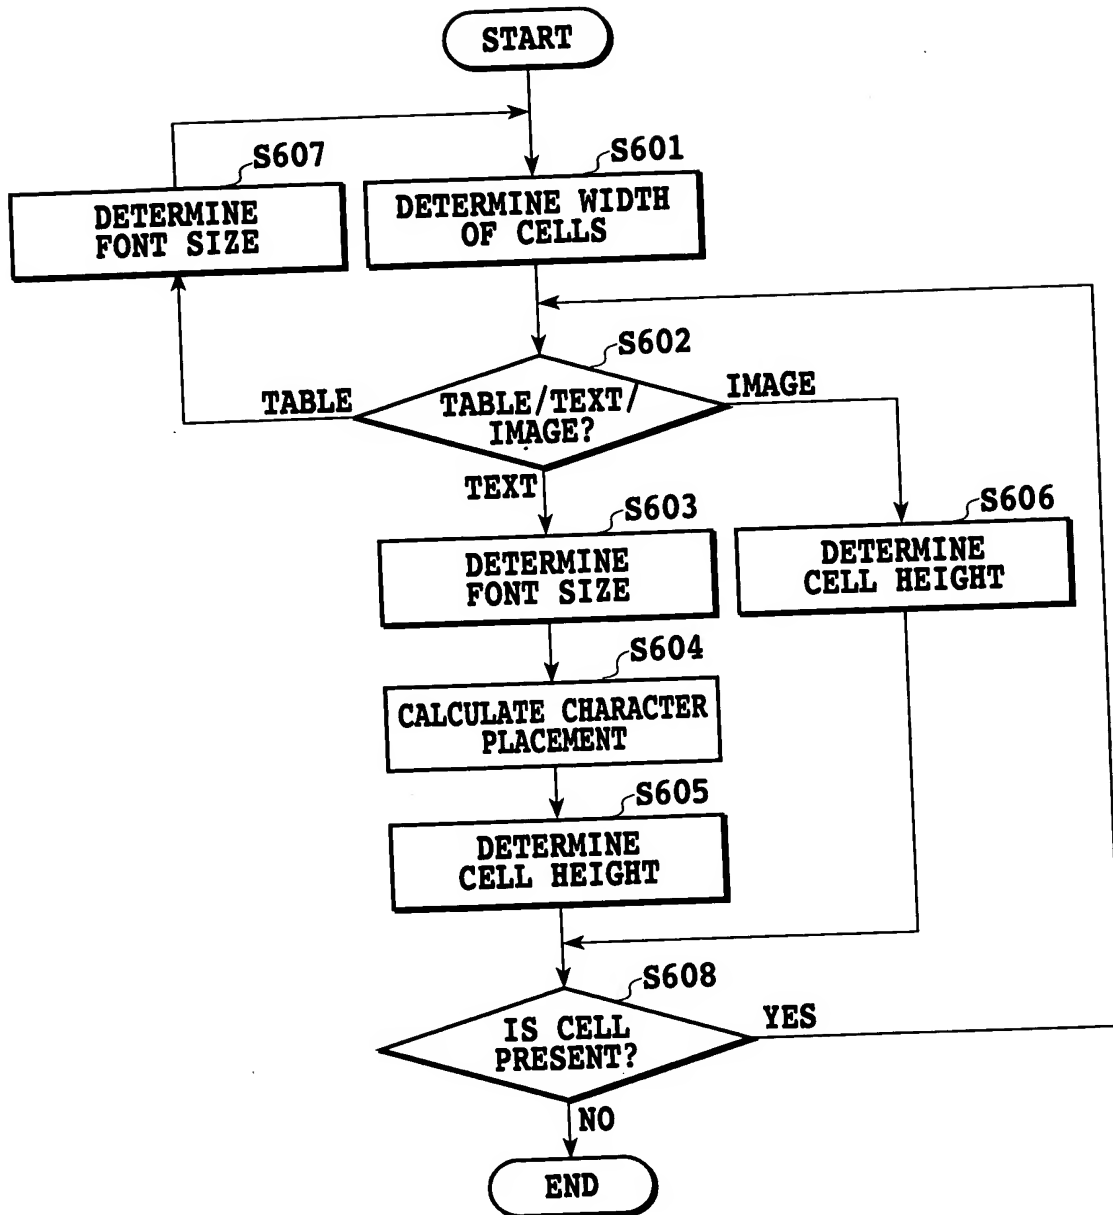 START
S607
DETERMINE
FONT SIZE
S601
DETERMINE WIDTH
OF CELLS
S602
TABLE
TABLE/TEXT/
IMAGE?
IMAGE
TEXT
S603
DETERMINE
FONT SIZE
S606
DETERMINE
CELL HEIGHT
S604
CALCULATE CHARACTER
PLACEMENT
S605
DETERMINE
CELL HEIGHT
S608
IS CELL
PRESENT?
YES
NO
END